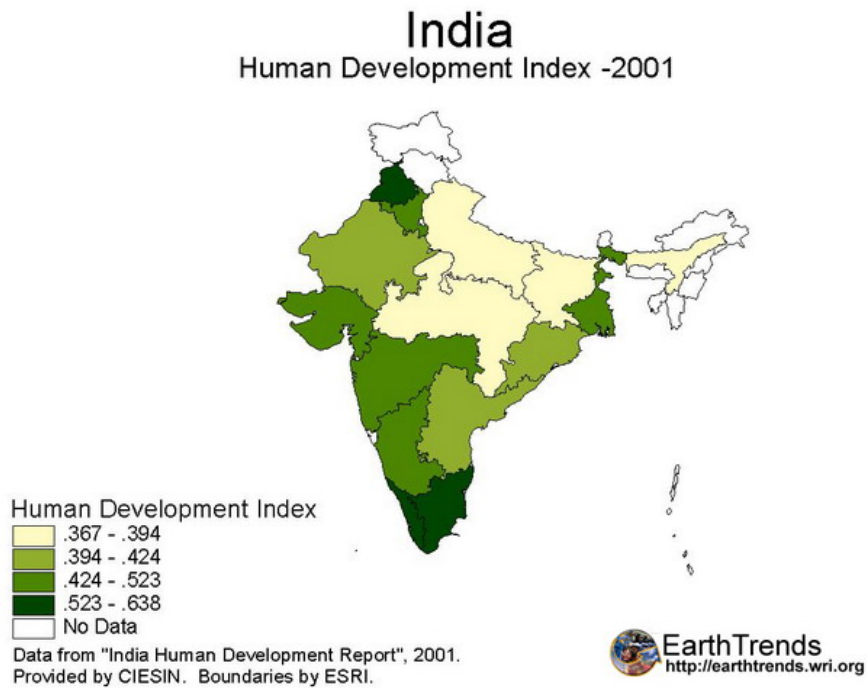 India
Human Development Index -2001
Human Development Index
.367 - .394
.394 - .424
.424 - .523
.523 - .638
No Data
Data from "India Human Development Report", 2001.
Provided by CIESIN. Boundaries by ESRI.
EarthTrends
http://earthtrends.wri.org